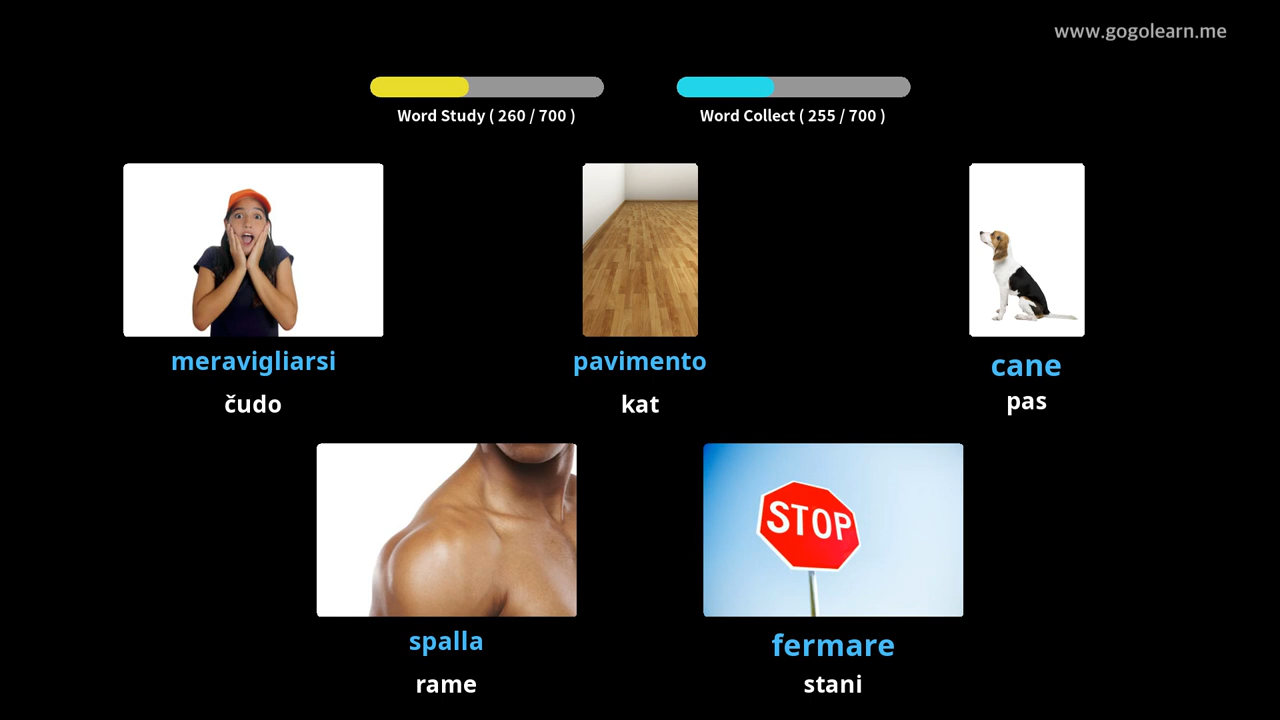 www.gogolearn.me
Word Study ( 260 / 700 )
Word Collect ( 255 / 700 )
meravigliarsi
čudo
pavimento
kat
cane
pas
STOP
spalla
rame
fermare
stani